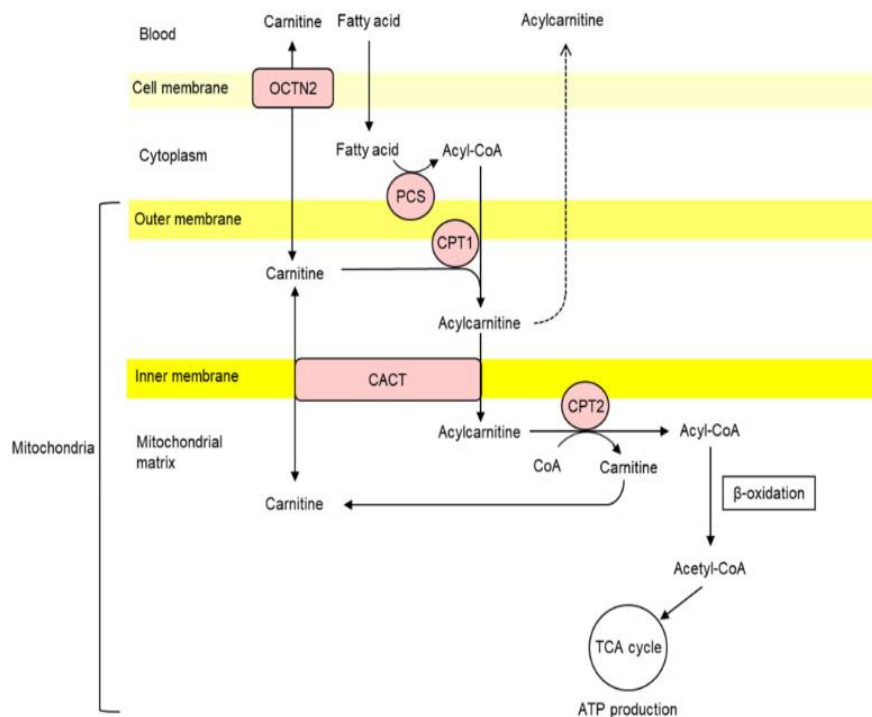 Blood
Carnitine
Fatty acid
Acylcarnitine
Cell membrane
OCTN2
Cytoplasm
Fatty acid
Acyl-CoA
PCS
Outer membrane
CPT1
Carnitine
Acylcarnitine
Inner membrane
CACT
CPT2
Mitochondria
Mitochondrial
matrix
Acylcarnitine
Acyl-CoA
CoA
Carnitine
Carnitine
β-oxidation
Acetyl-CoA
TCA cycle
ATP production